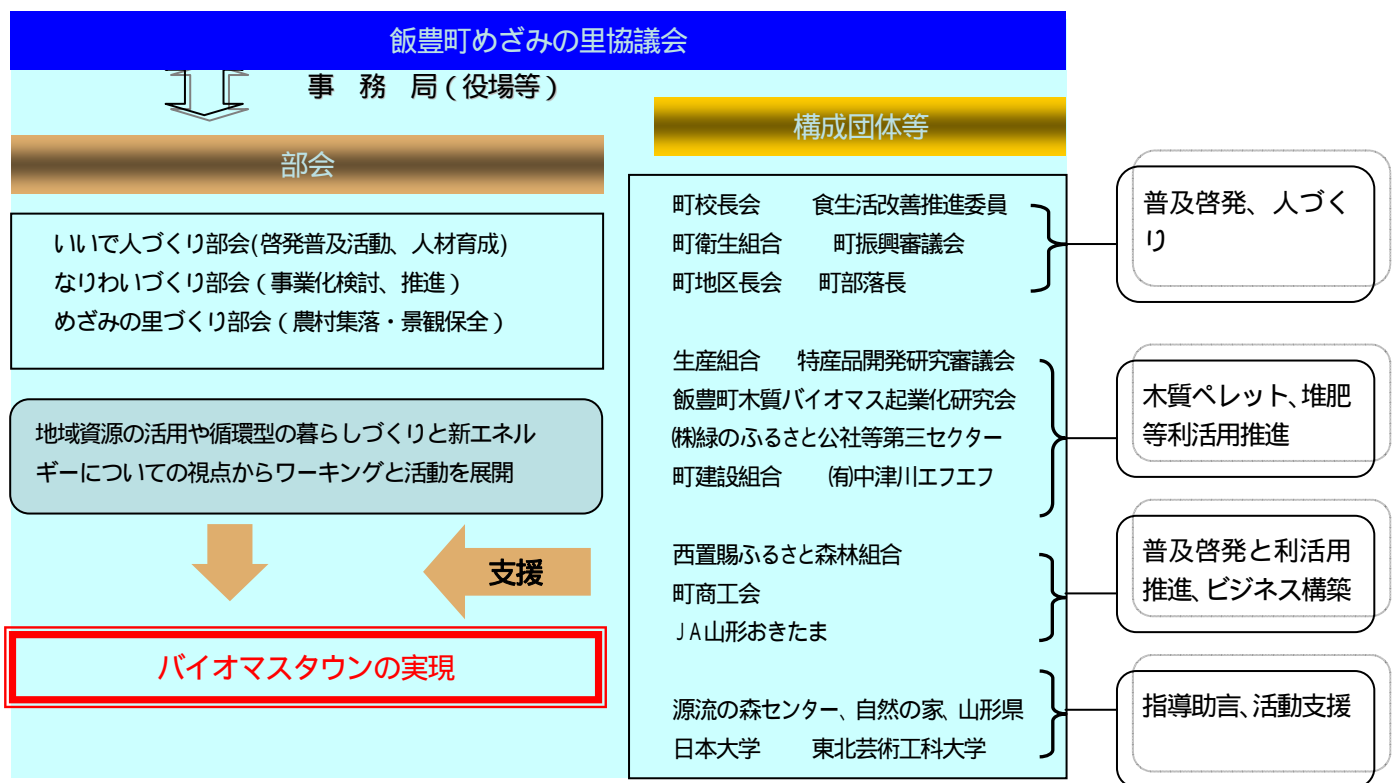 飯豊町めざみの里協議会
事 務 局(役場等)
部会
いいで人づくり部会(啓発普及活動、人材育成)
なりわいづくり部会(事業化検討、推進)
めざみの里づくり部会(農村集落・景観保全)
地域資源の活用や循環型の暮らしづくりと新エネル
ギーについての視点からワーキングと活動を展開
支援
バイオマスタウンの実現
構成団体等
町校長会 食生活改善推進委員
町衛生組合 町振興審議会
町地区長会 町部落長
生産組合 特産品開発研究審議会
飯豊町木質バイオマス起業化研究会
㈱緑のふるさと公社等第三セクター
町建設組合 ㈲中津川エフエフ
西置賜ふるさと森林組合
町商工会
JA山形おきたま
源流の森センター、自然の家、山形県
日本大学 東北芸術工科大学
普及啓発、人づく
り
木質ペレット、堆肥
等利活用推進
普及啓発と利活用
推進、ビジネス構築
指導助言、活動支援